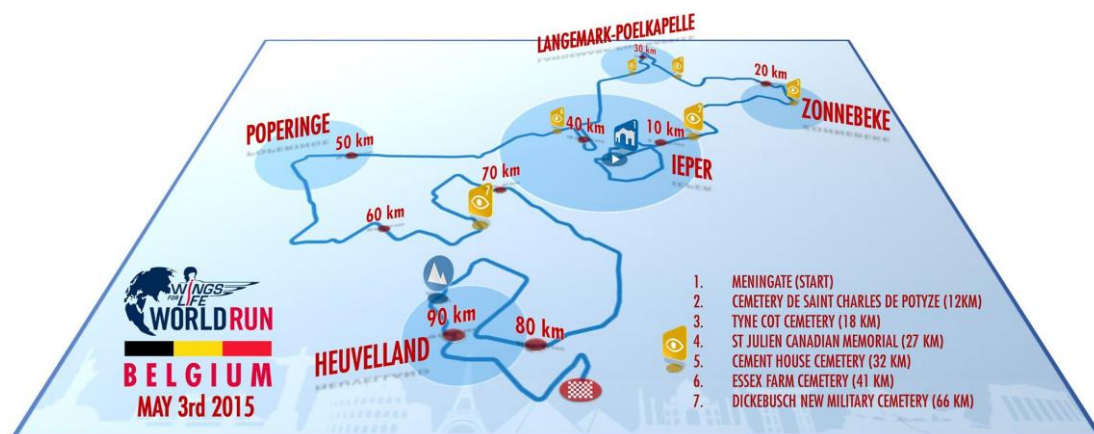 LANGEMARK-POELKAPELLE
30 km
20 km
ZONNEBEKE
POPERINGE
50 km
40 km
10 km
1
2
IEPER
70 km
7
60 km
WINGS
FOR
LIFE
WORLD RUN
BELGIUM
MAY 3rd 2015
90 km
80 km
HEUVELLAND
1. MENINGATE (START)
2. CEMETERY DE SAINT CHARLES DE POTYZE (12KM)
3. TYNE COT CEMETERY (18 KM)
4. ST JULIEN CANADIAN MEMORIAL (27 KM)
5. CEMENT HOUSE CEMETERY (32 KM)
6. ESSEX FARM CEMETERY (41 KM)
7. DICKEBUSCH NEW MILITARY CEMETERY (66 KM)